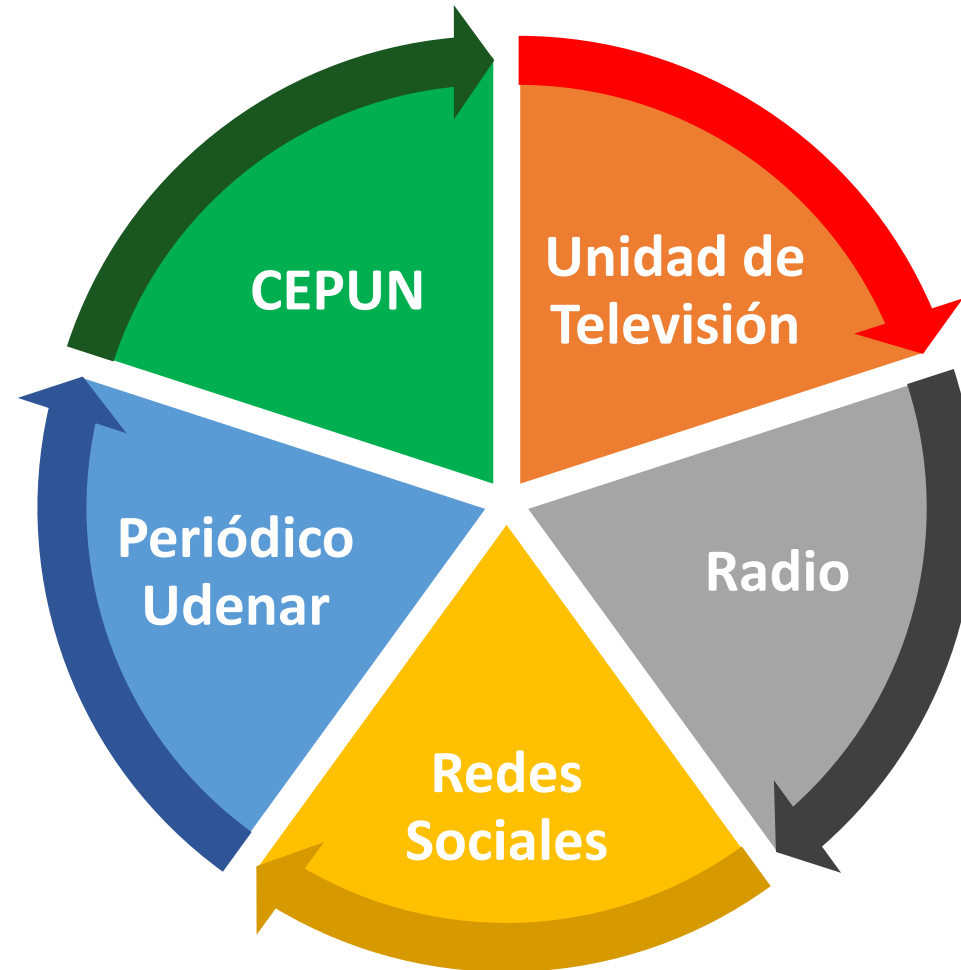 CEPUN
Unidad de
Televisión
Radio
Redes
Sociales
Periódico
Udenar